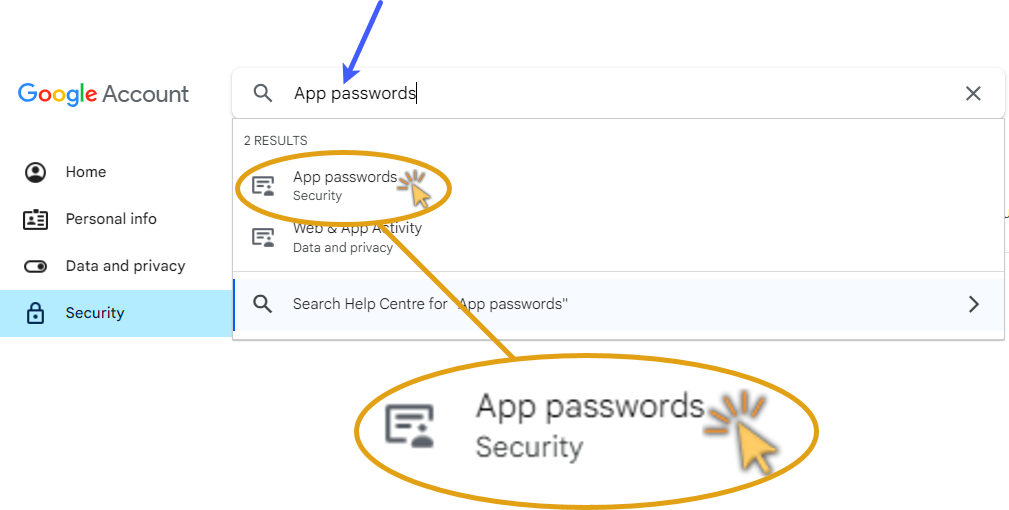 Google Account
App passwords
2 RESULTS
App passwords
Security
Web & App Activity
Data and privacy
Search Help Centre for "App passwords"
Home
Personal info
Data and privacy
Security
App passwords
Security